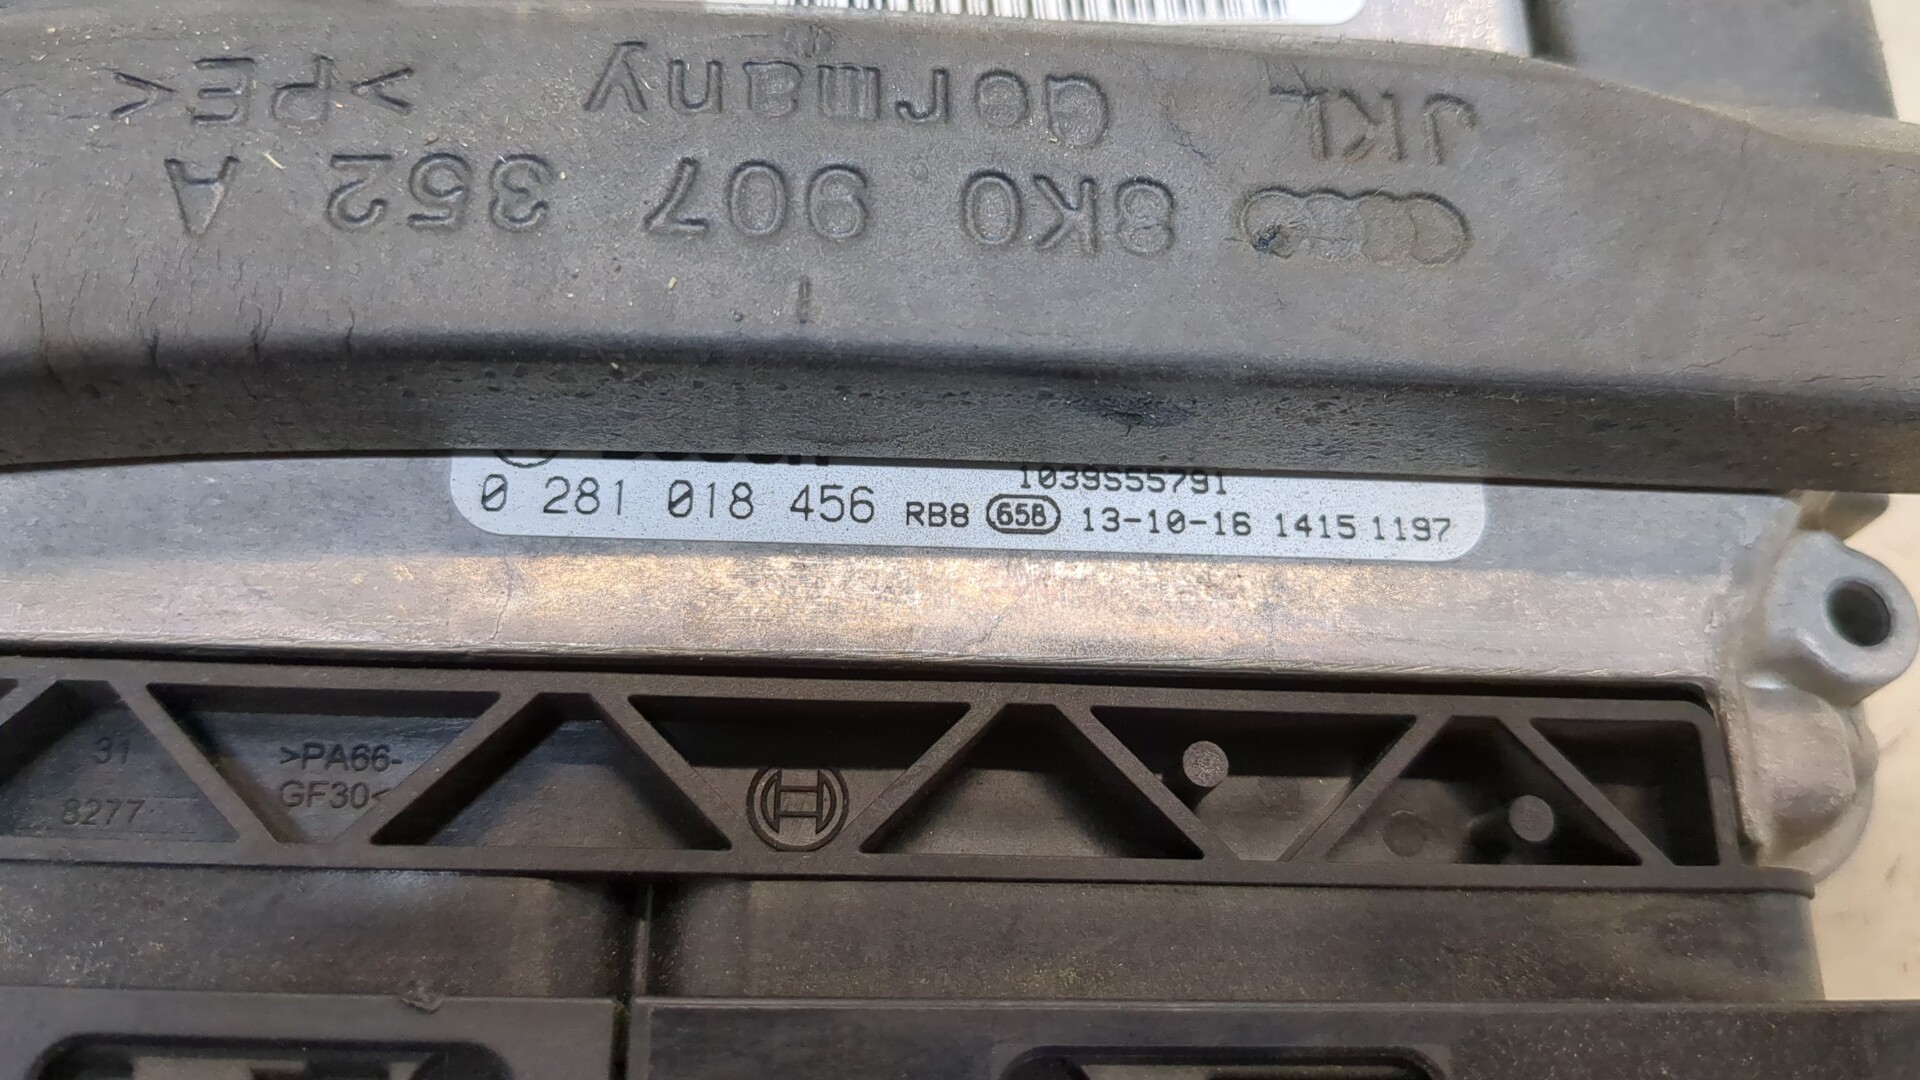 JKL Germany >PE<
8K0 907 352 A
1039S55791
0 281 018 456 RB8 658 13-10-16 1415 1197
31
8277
>PA66-
GF30<